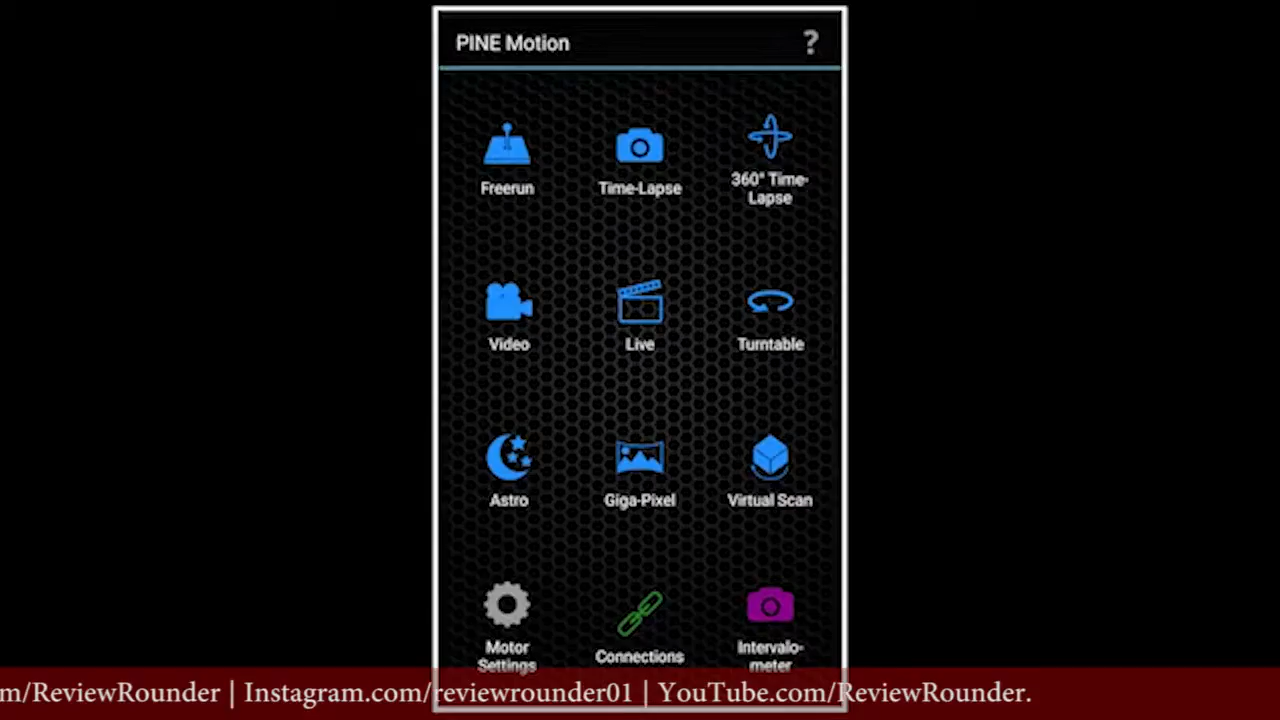 PINE Motion ?
Freerun
Time-Lapse
360° Time-
Lapse
Video
Live
Turntable
Astro
Giga-Pixel
Virtual Scan
Motor
Settings
Connections
Intervalo-
meter
m/ReviewRounder | Instagram.com/reviewrounder01 | YouTube.com/ReviewRounder.